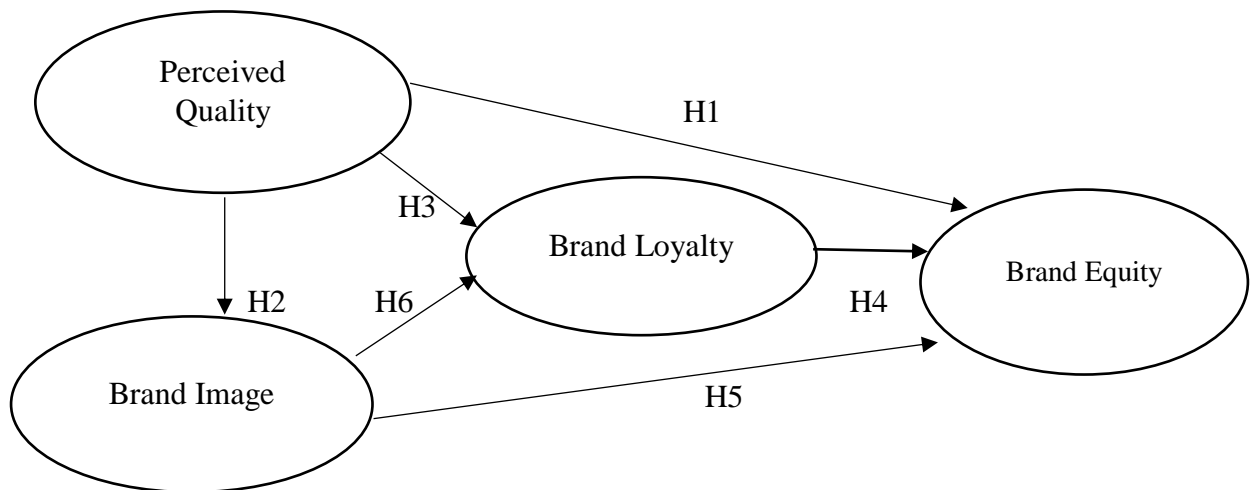 Perceived
Quality
H1
H3
Brand Loyalty
Brand Equity
H2
H6
H4
Brand Image
H5